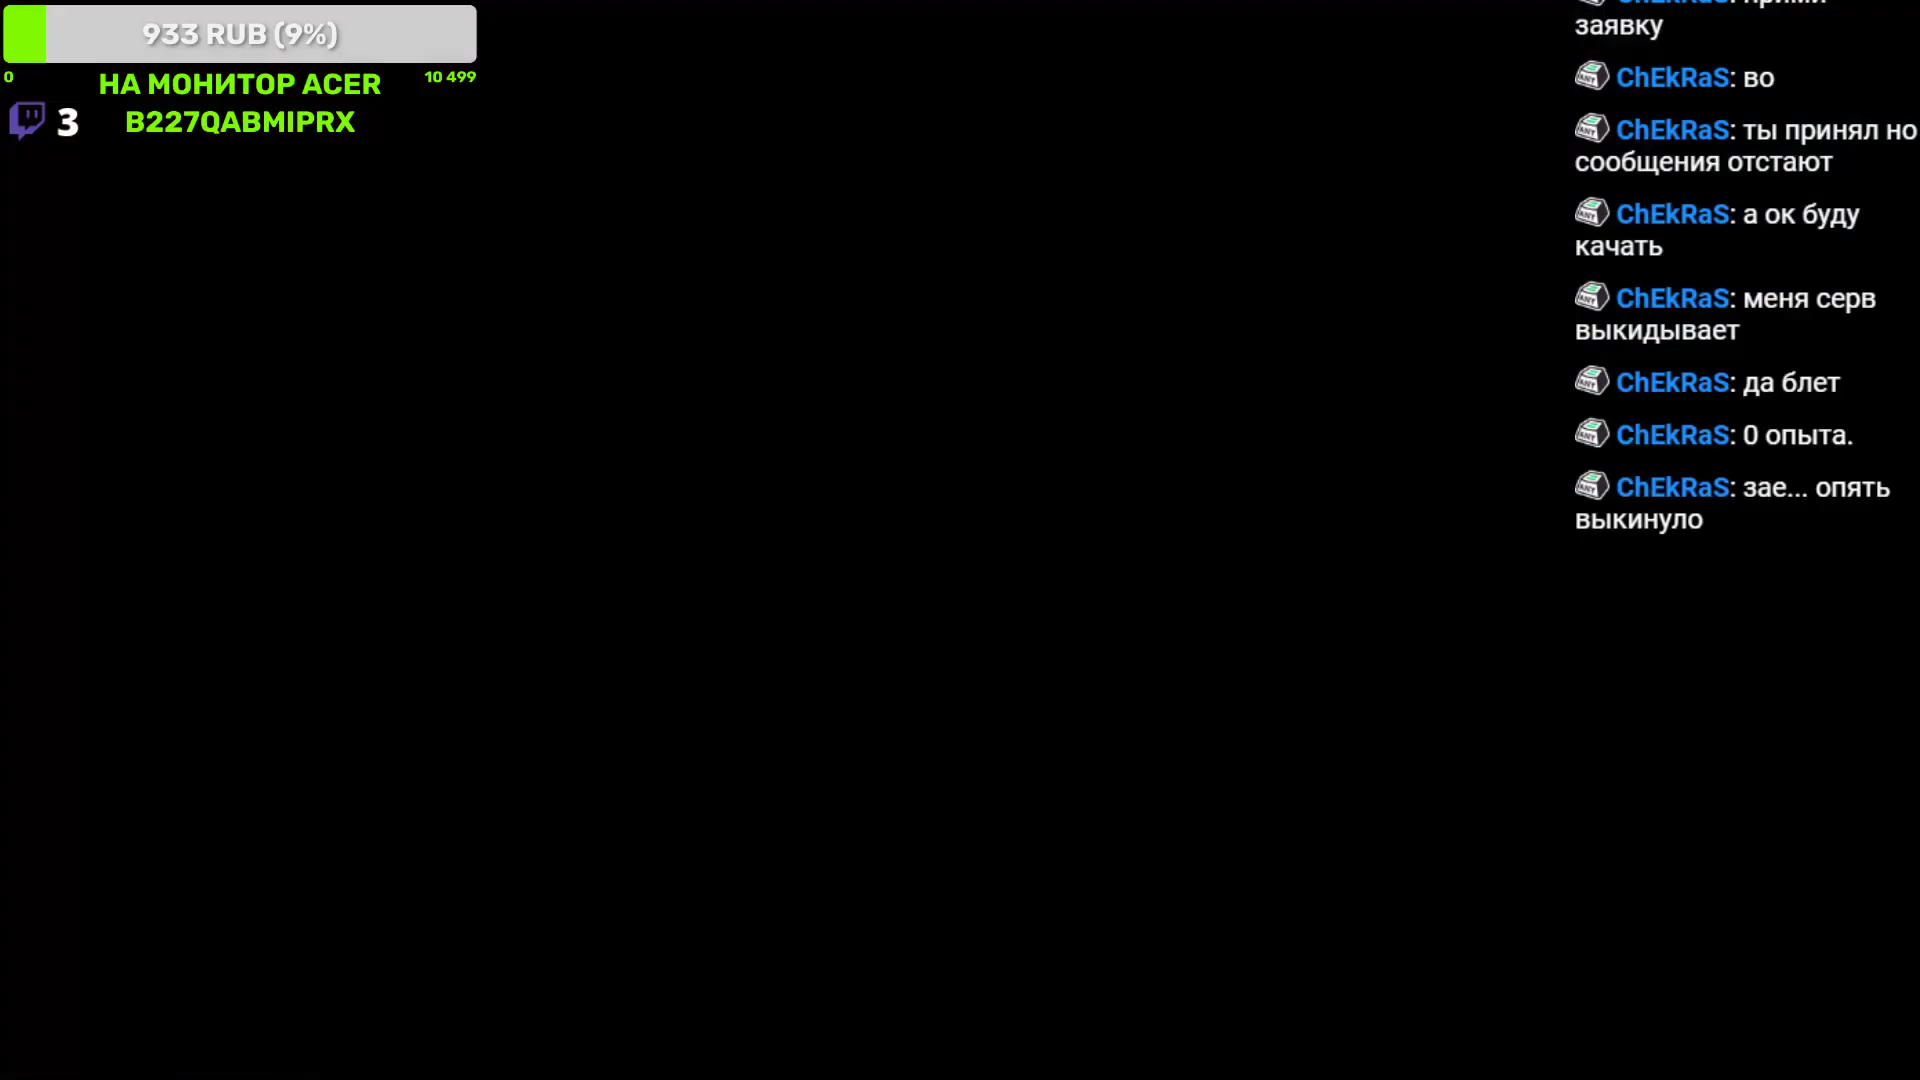 933 RUB (9%)
0
10 499
НА МОНИТОР ACER
B227QABMIPRX
3
ChEkRaS: прими
заявку
ChEkRaS: во
ChEkRaS: ты принял но
сообщения отстают
ChEkRaS: а ок буду
качать
ChEkRaS: меня серв
выкидывает
ChEkRaS: да блет
ChEkRaS: 0 опыта.
ChEkRaS: зае... опять
выкинуло